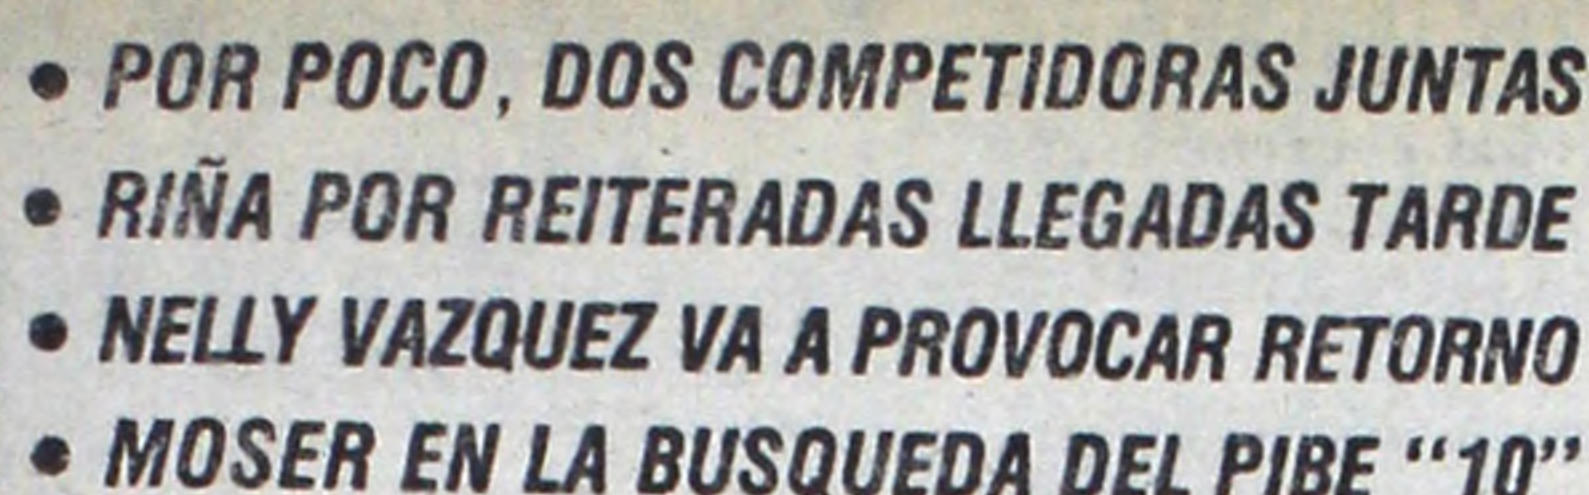 • POR POCO, DOS COMPETIDORAS JUNTAS
• RIÑA POR REITERADAS LLEGADAS TARDE
• NELLY VAZQUEZ VA A PROVOCAR RETORNO
• MOSER EN LA BUSQUEDA DEL PIBE “10”